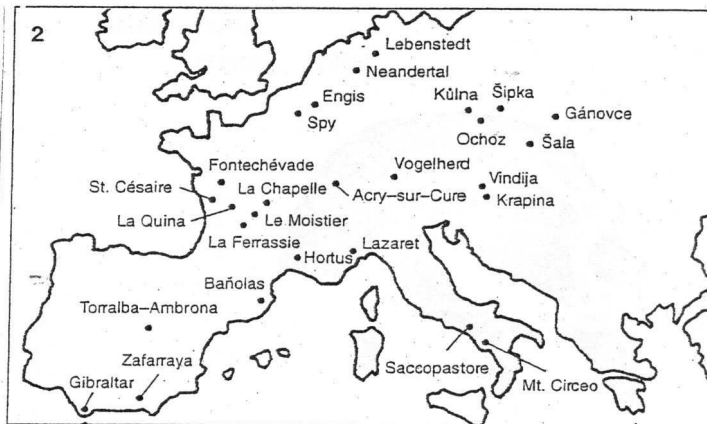 2
Lebenstedt
Neandertal
Engis
Spy
Kůlna
Šipka
Gánovce
Ochoz
Šala
Fontechévade
Vogelherd
St. Césaire
La Chapelle
Acry–sur–Cure
Vindija
Krapina
La Quina
Le Moistier
La Ferrassie
Hortus
Lazaret
Bañolas
Torralba–Ambrona
Zafarraya
Gibraltar
Saccopastore
Mt. Circeo